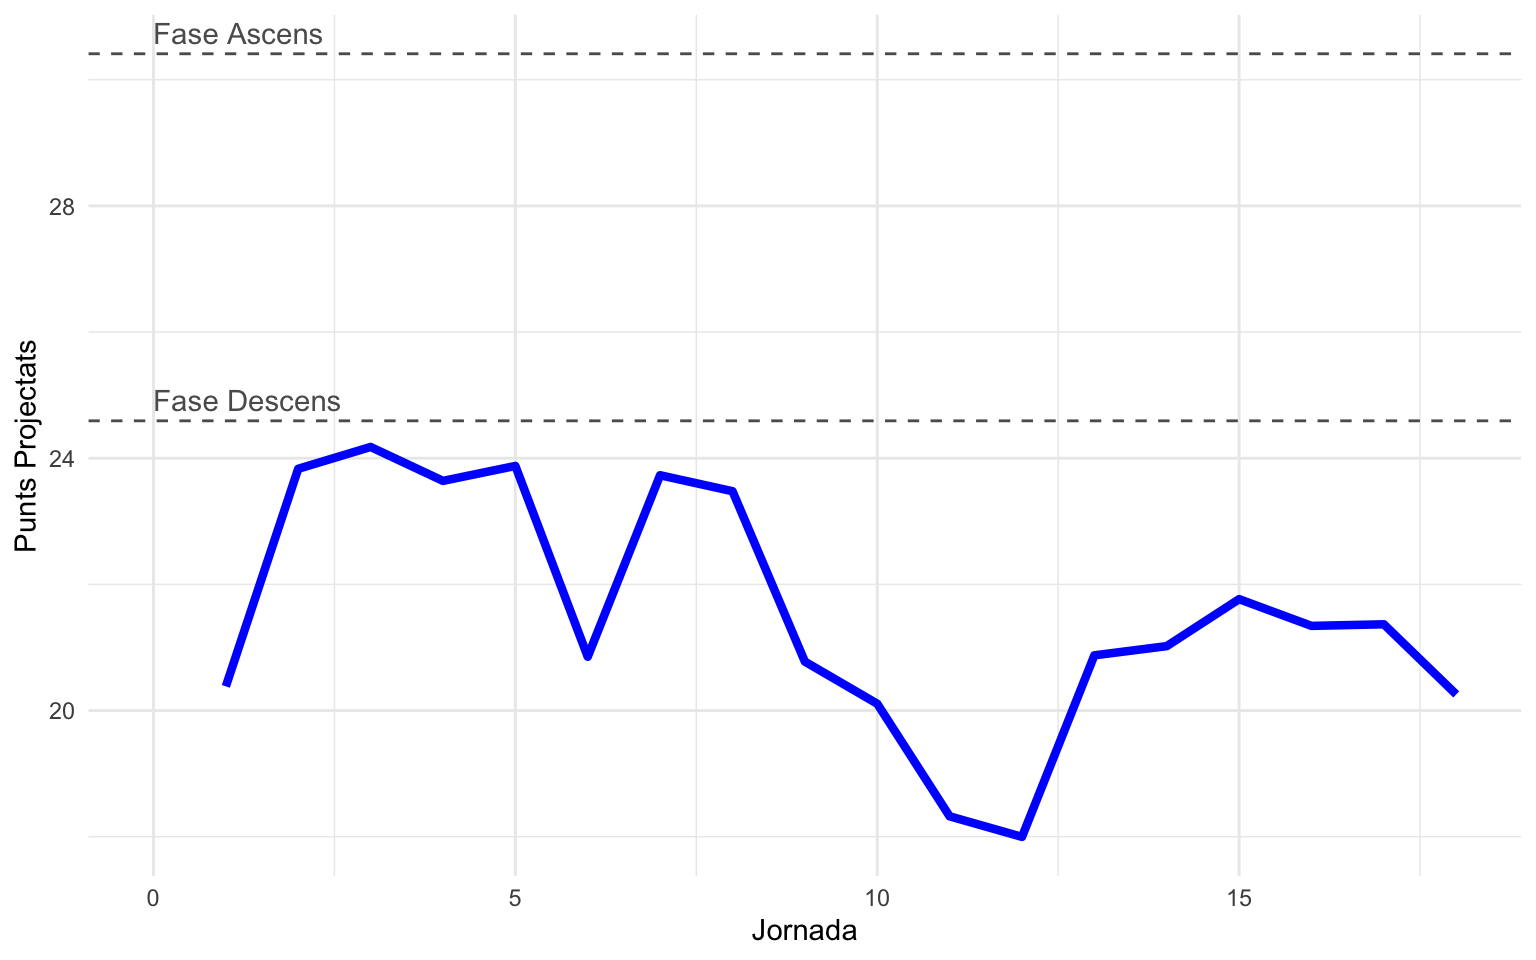 Fase Ascens
28
Fase Descens
24
20
Punts Projectats
0 5 10 15
Jornada